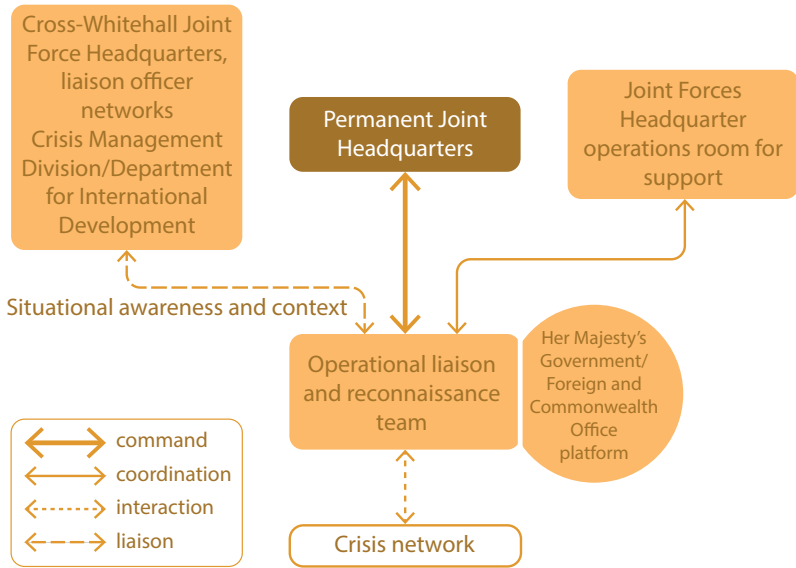 Cross-Whitehall Joint
Force Headquarters,
liaison officer
networks
Crisis Management
Division/Department
for International
Development
Permanent Joint
Headquarters
Joint Forces
Headquarter
operations room for
support
Situational awareness and context
Operational liaison
and reconnaissance
team
Her Majesty's
Government/
Foreign and
Commonwealth
Office
platform
command
coordination
interaction
liaison
Crisis network